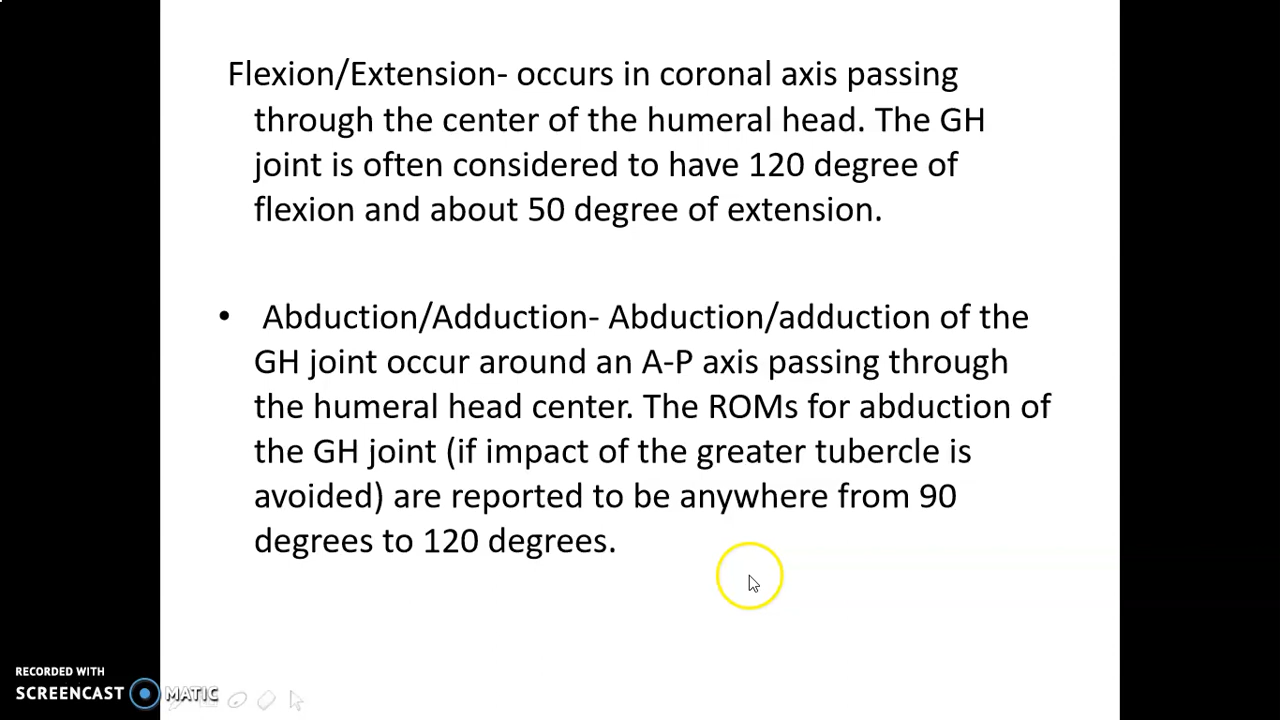 Flexion/Extension- occurs in coronal axis passing
through the center of the humeral head. The GH
joint is often considered to have 120 degree of
flexion and about 50 degree of extension.
• Abduction/Adduction- Abduction/adduction of the
GH joint occur around an A-P axis passing through
the humeral head center. The ROMs for abduction of
the GH joint (if impact of the greater tubercle is
avoided) are reported to be anywhere from 90
degrees to 120 degrees.
RECORDED WITH
SCREENCAST MATIC